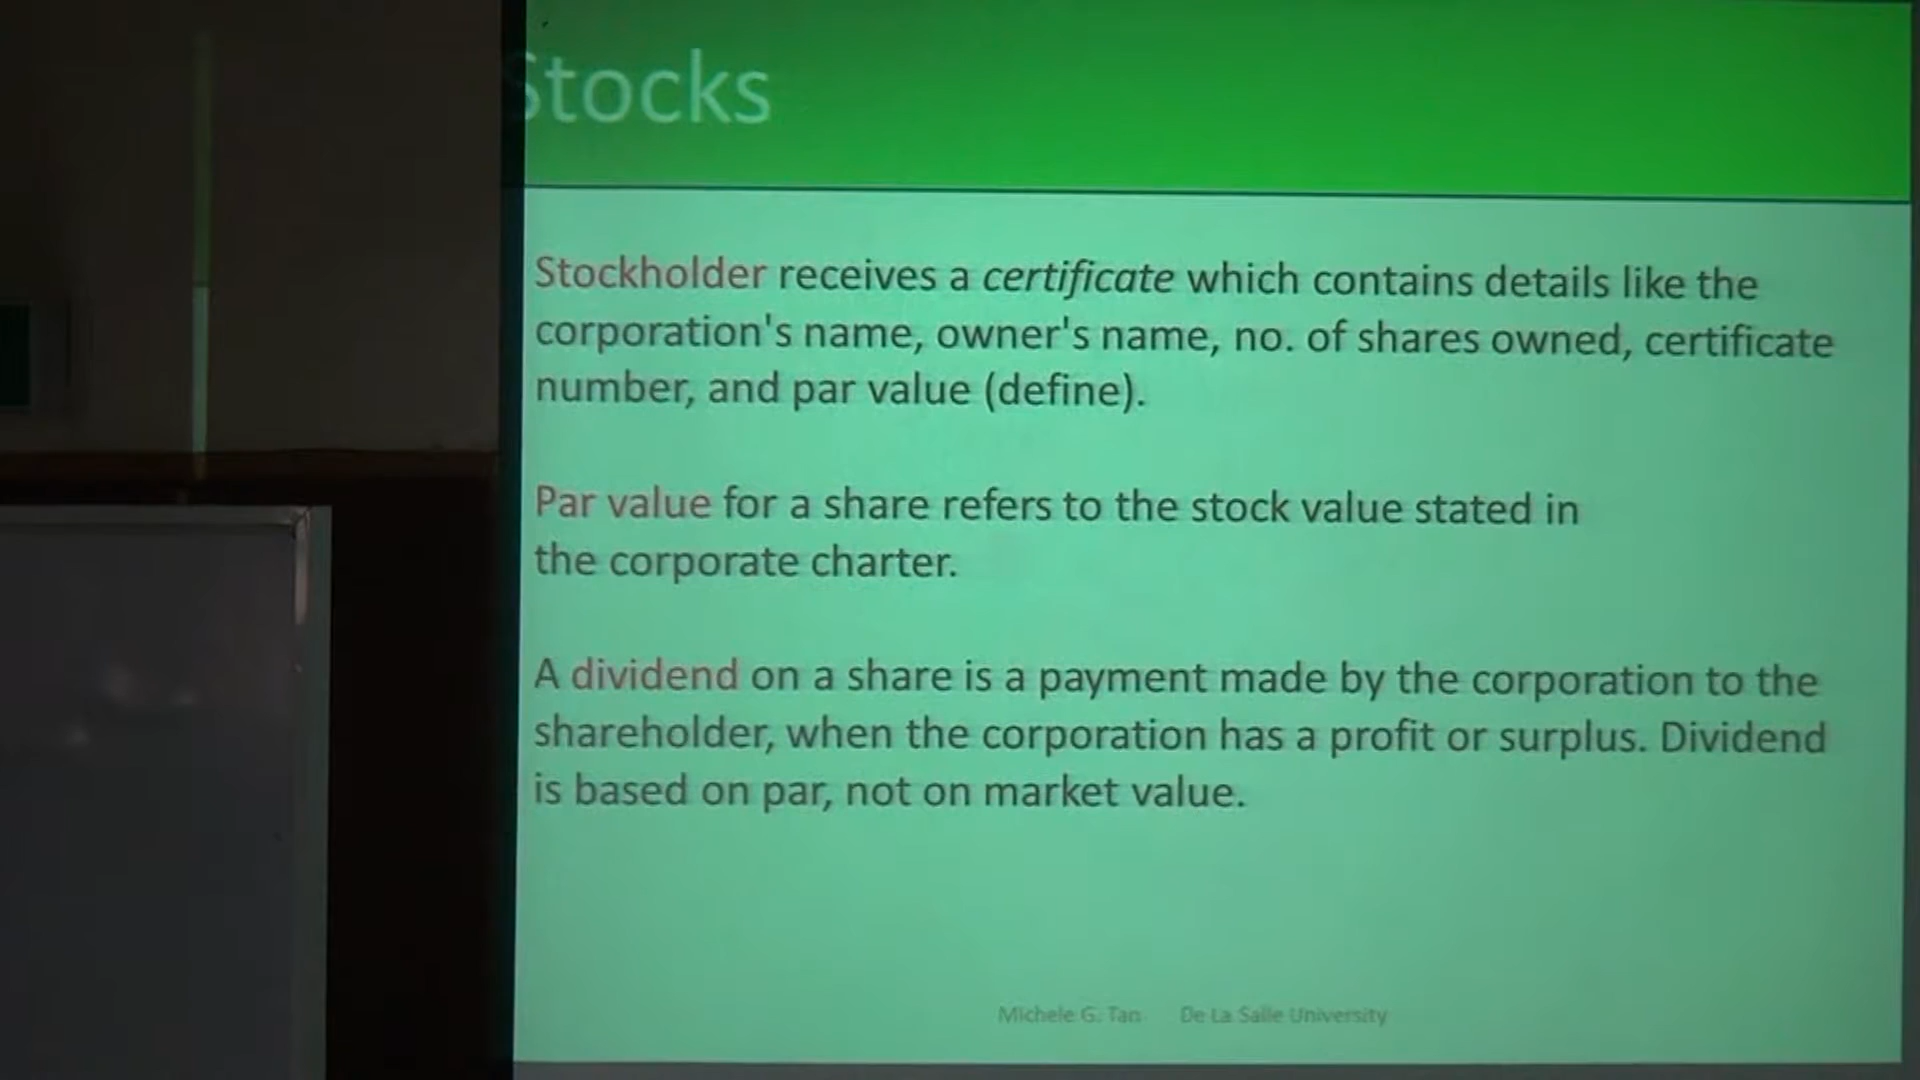 Stocks
Stockholder receives a certificate which contains details like the
corporation's name, owner's name, no. of shares owned, certificate
number, and par value (define).
Par value for a share refers to the stock value stated in
the corporate charter.
A dividend on a share is a payment made by the corporation to the
shareholder, when the corporation has a profit or surplus. Dividend
is based on par, not on market value.
Michele G. Tan De La Salle University